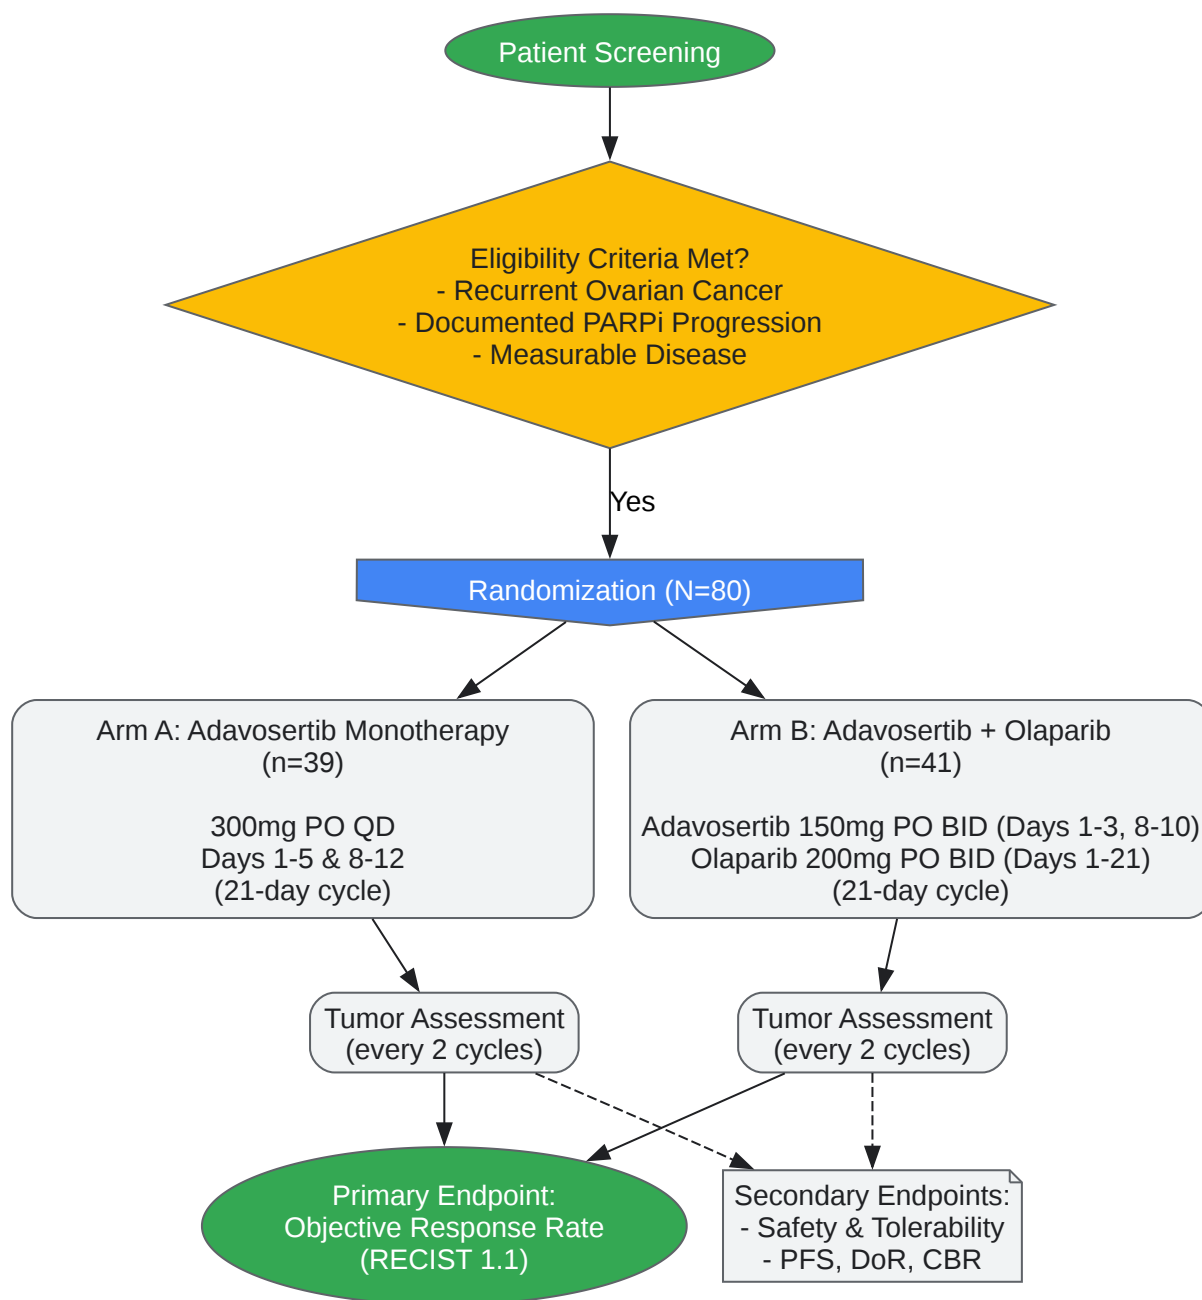 Patient Screening
Eligibility Criteria Met?
- Recurrent Ovarian Cancer
- Documented PARPi Progression
- Measurable Disease
Yes
Randomization (N=80)
Arm A: Adavosertib Monotherapy
(n=39)
300mg PO QD
Days 1-5 & 8-12
(21-day cycle)
Arm B: Adavosertib + Olaparib
(n=41)
Adavosertib 150mg PO BID (Days 1-3, 8-10)
Olaparib 200mg PO BID (Days 1-21)
(21-day cycle)
Tumor Assessment
(every 2 cycles)
Tumor Assessment
(every 2 cycles)
Primary Endpoint:
Objective Response Rate
(RECIST 1.1)
Secondary Endpoints:
- Safety & Tolerability
- PFS, DoR, CBR